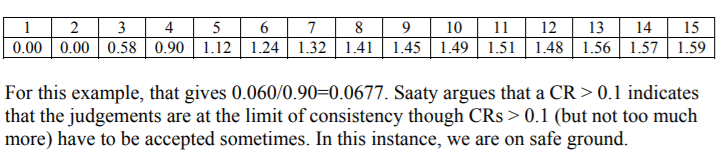 1 2 3 4 5 6 7 8 9 10 11 12 13 14 15
0.00 0.00 0.58 0.90 1.12 1.24 1.32 1.41 1.45 1.49 1.51 1.48 1.56 1.57 1.59
For this example, that gives 0.060/0.90=0.0677. Saaty argues that a CR > 0.1 indicates
that the judgements are at the limit of consistency though CRs > 0.1 (but not too much
more) have to be accepted sometimes. In this instance, we are on safe ground.